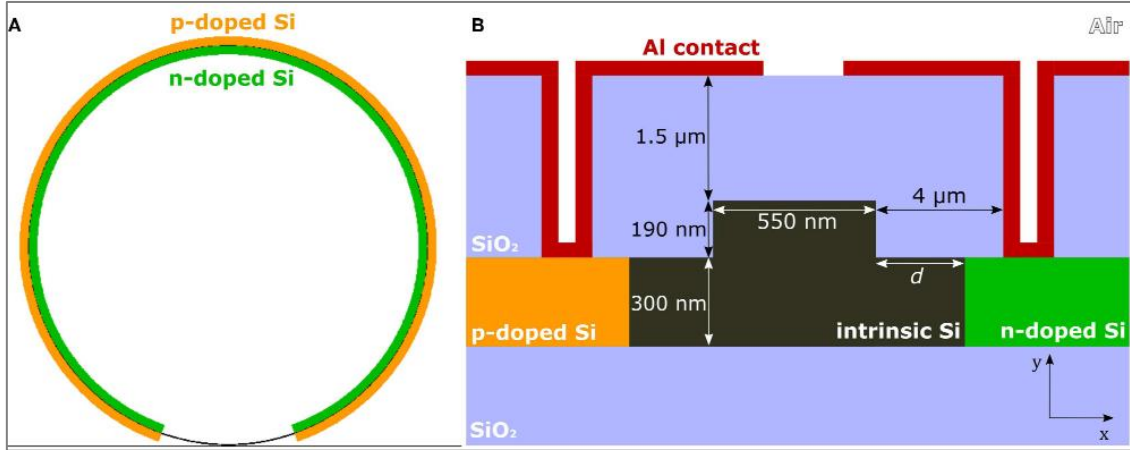 A
p-doped Si
n-doped Si
B
Air
Al contact
1.5 μm
4 μm
190 nm
550 nm
SiO₂
d
300 nm
p-doped Si
intrinsic Si
n-doped Si
y
x
SiO₂